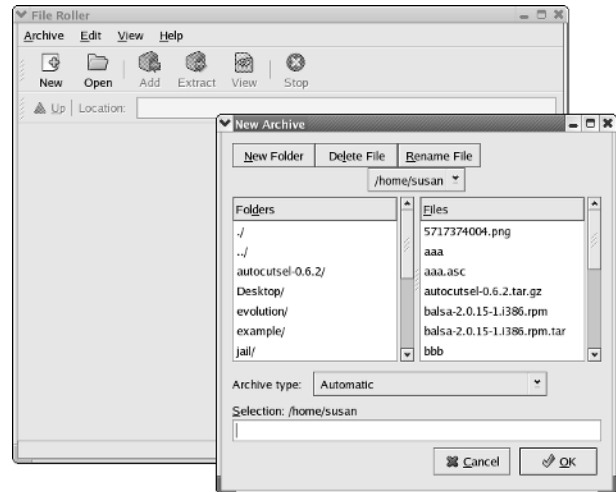 File Roller
Archive Edit View Help
New Open Add Extract View Stop
Up Location:
New Archive
New Folder Delete File Rename File
/home/susan
Folders
./
../
autocutsel-0.6.2/
Desktop/
evolution/
example/
jail/
Files
5717374004.png
aaa
aaa.asc
autocutsel-0.6.2.tar.gz
balsa-2.0.15-1.i386.rpm
balsa-2.0.15-1.i386.rpm.tar
bbb
Archive type: Automatic
Selection: /home/susan
Cancel OK